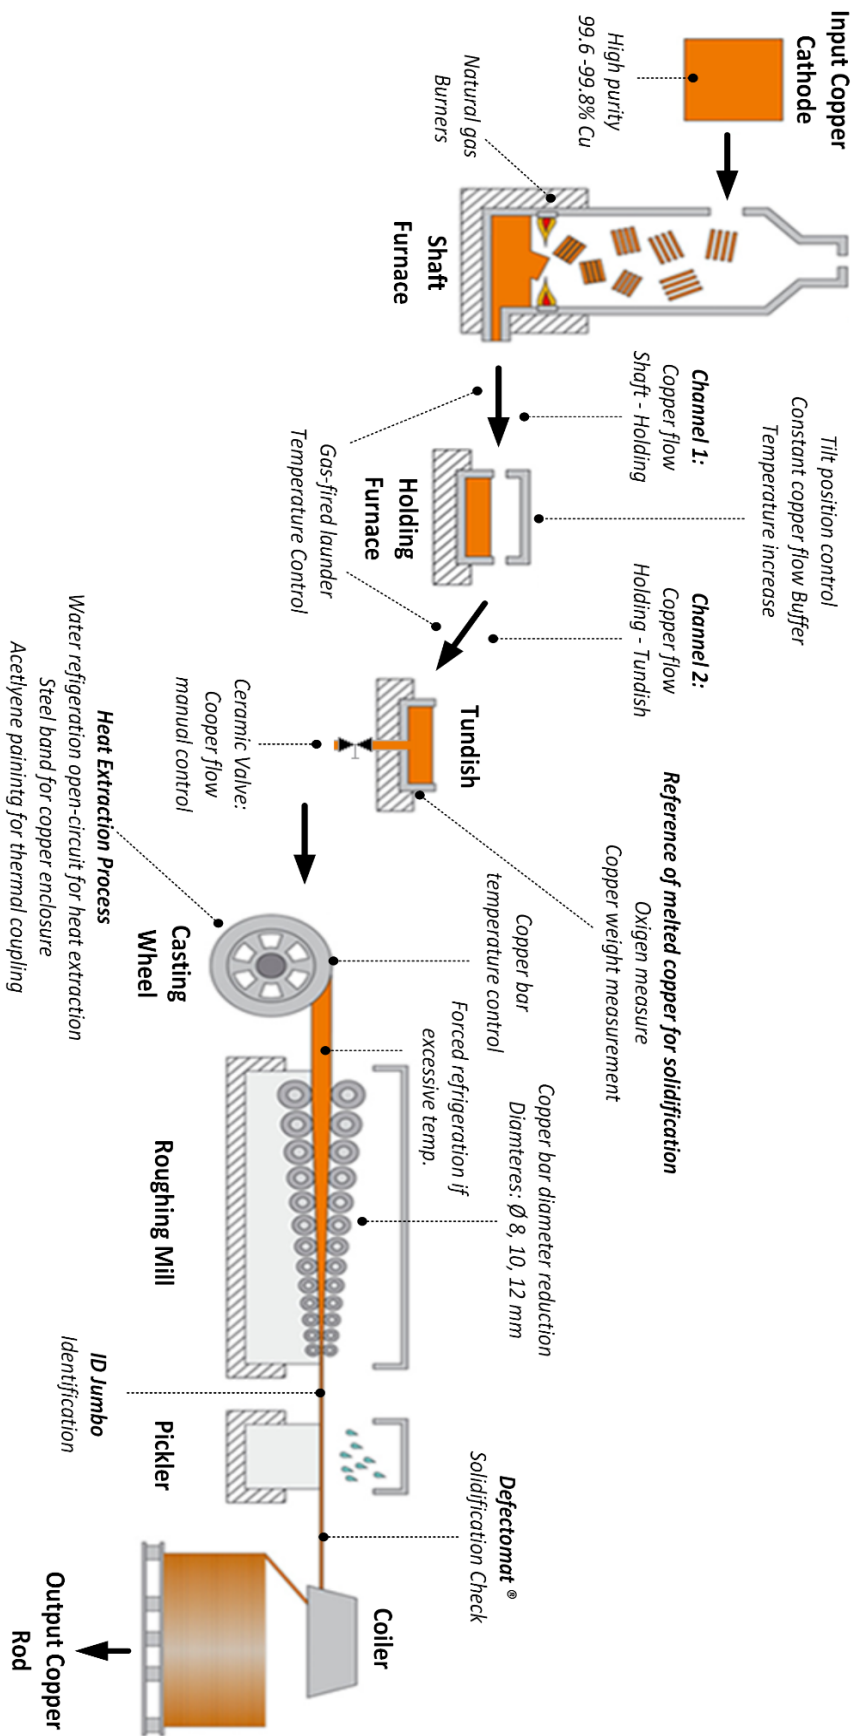 Input Copper
Cathode
High purity
99.6 -99.8% Cu
Natural gas
Burners
Shaft
Furnace
Channel 1:
Copper flow
Shaft - Holding
Tilt position control
Constant copper flow Buffer
Temperature increase
Holding
Furnace
Gas-fired launder
Temperature Control
Channel 2:
Copper flow
Holding - Tundish
Tundish
Ceramic Valve:
Cooper flow
manual control
Reference of melted copper for solidification
Oxigen measure
Copper weight measurement
Heat Extraction Process
Water refigeration open-circuit for heat extraction
Steel band for copper enclosure
Acetlyene painintg for thermal coupling
Casting
Wheel
Copper bar
temperature control
Forced refrigeration if
excessive temp.
Copper bar diameter reduction
Diamteres: Ø 8, 10, 12 mm
Roughing Mill
ID Jumbo
Identification
Pickler
Defectomat ®
Solidification Check
Coiler
Output Copper
Rod